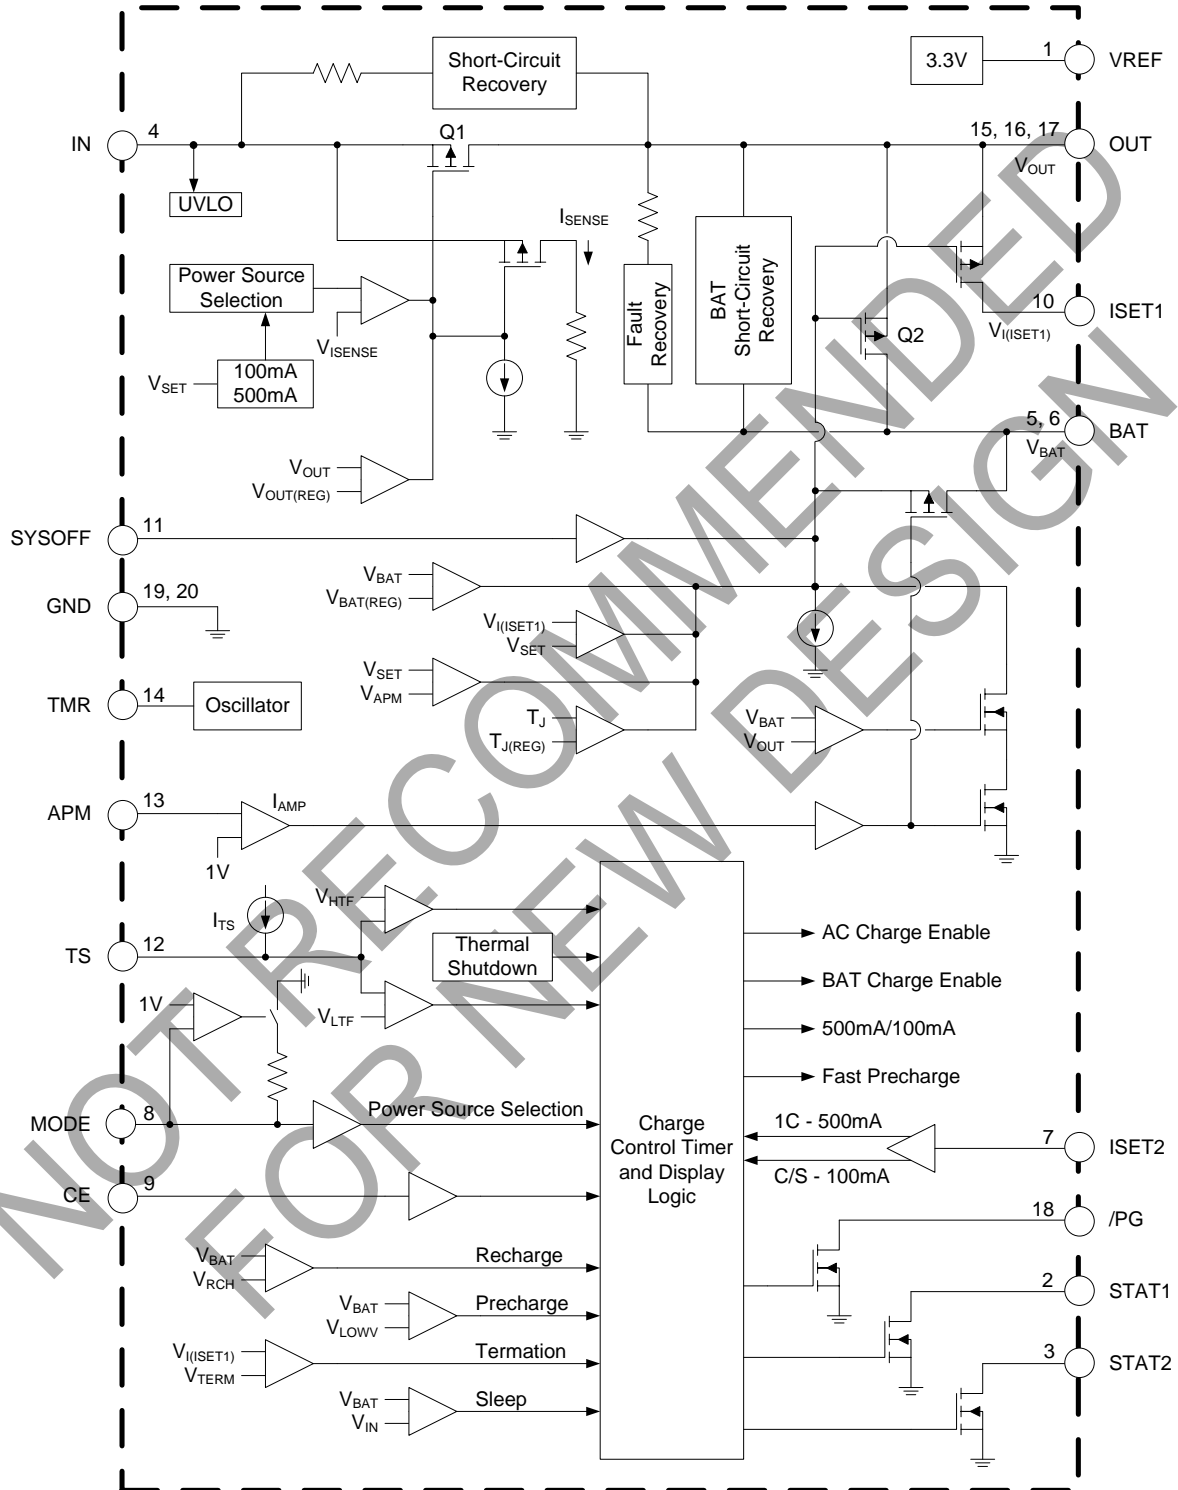 3.3V
1
VREF
Short-Circuit
Recovery
IN
4
Q1
15, 16, 17
OUT
VOUT
UVLO
ISENSE
Power Source
Selection
VISENSE
VSET
100mA
500mA
Fault
Recovery
BAT
Short-Circuit
Recovery
Q2
10
ISET1
VI(ISET1)
5, 6
BAT
VBAT
VOUT
VOUT(REG)
SYSOFF
11
VBAT
VBAT(REG)
GND
19, 20
VI(ISET1)
VSET
VSET
VAPM
TMR
14
Oscillator
TJ
TJ(REG)
VBAT
VOUT
APM
13
IAMP
1V
ITS
VHTF
TS
12
Thermal
Shutdown
1V
VLTF
AC Charge Enable
BAT Charge Enable
500mA/100mA
Fast Precharge
MODE
8
Power Source Selection
Charge
Control Timer
and Display
Logic
1C - 500mA
C/S - 100mA
7
ISET2
CE
9
18
/PG
VBAT
VRCH
Recharge
VBAT
VLOWV
Precharge
2
STAT1
VI(ISET1)
VTERM
Termation
3
STAT2
VBAT
VIN
Sleep
NOT RECOMMENDED
FOR NEW DESIGN